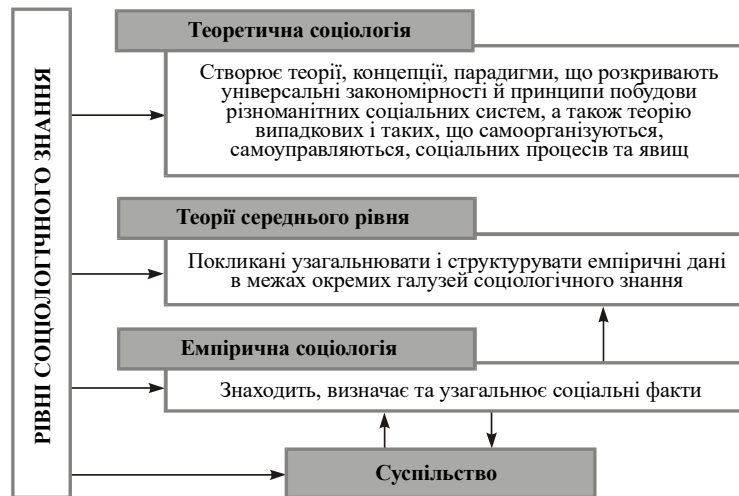 РІВНІ СОЦІОЛОГІЧНОГО ЗНАННЯ
Теоретична соціологія
Створює теорії, концепції, парадигми, що розкривають
універсальні закономірності й принципи побудови
різноманітних соціальних систем, а також теорію
випадкових і таких, що самоорганізуються,
самоуправляються, соціальних процесів та явищ
Теорії середнього рівня
Покликані узагальнювати і структурувати емпіричні дані
в межах окремих галузей соціологічного знання
Емпірична соціологія
Знаходить, визначає та узагальнює соціальні факти
Суспільство